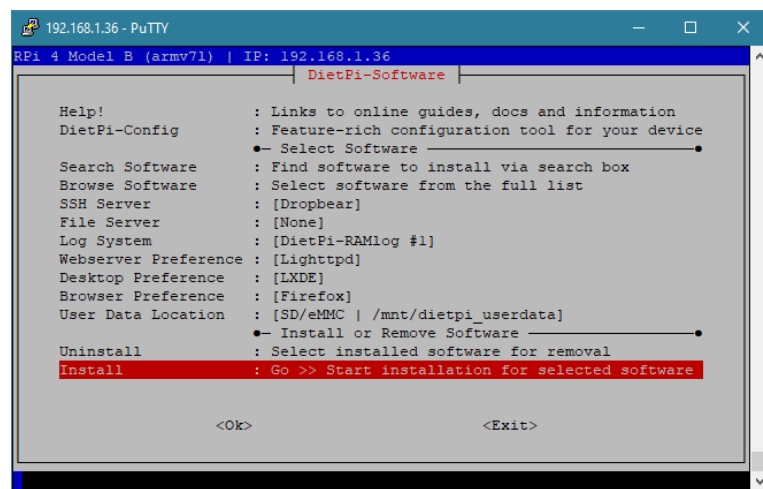 192.168.1.36 - PuTTY
RPi 4 Model B (armv7l) | IP: 192.168.1.36
DietPi-Software
Help! : Links to online guides, docs and information
DietPi-Config : Feature-rich configuration tool for your device
●─ Select Software ─●
Search Software : Find software to install via search box
Browse Software : Select software from the full list
SSH Server : [Dropbear]
File Server : [None]
Log System : [DietPi-RAMlog #1]
Webserver Preference : [Lighttpd]
Desktop Preference : [LXDE]
Browser Preference : [Firefox]
User Data Location : [SD/eMMC | /mnt/dietpi_userdata]
●─ Install or Remove Software ─●
Uninstall : Select installed software for removal
Install : Go >> Start installation for selected software
<Ok> <Exit>